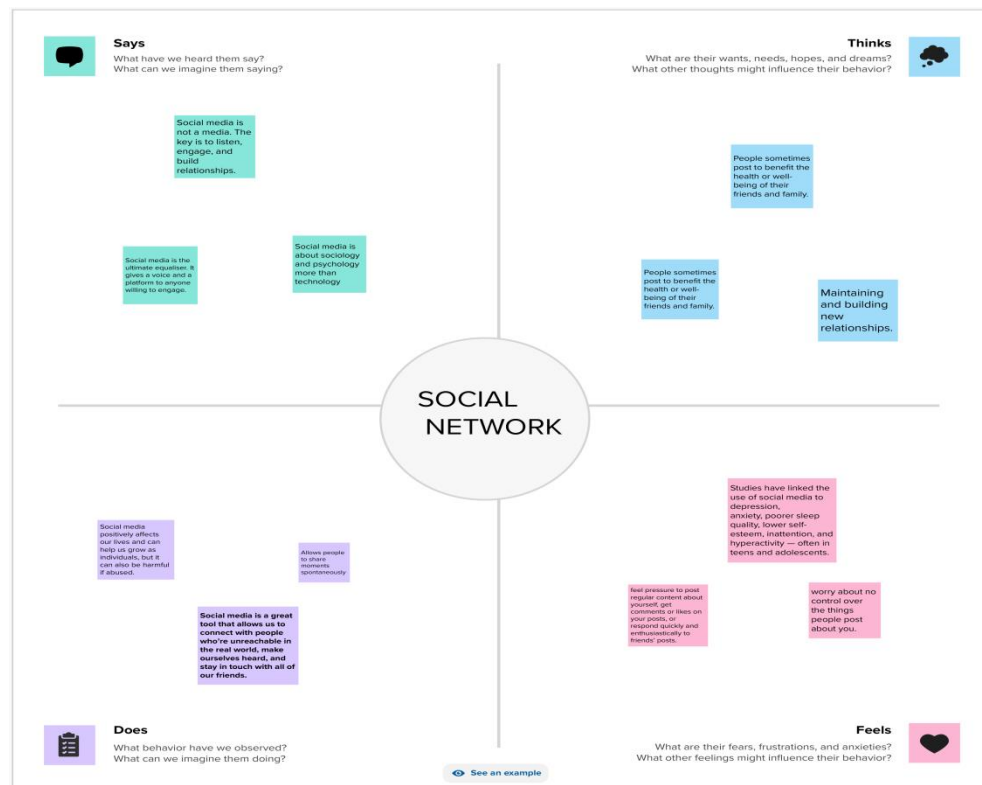 Says
What have we heard them say?
What can we imagine them saying?
Social media is
not a media. The
key is to listen,
engage, and
build
relationships.
Social media is the
ultimate equaliser. It
gives a voice and a
platform to anyone
willing to engage.
Social media is
about sociology
and psychology
more than
technology
Thinks
What are their wants, needs, hopes, and dreams?
What other thoughts might influence their behavior?
People sometimes
post to benefit the
health or well-
being of their
friends and family.
People sometimes
post to benefit the
health or well-
being of their
friends and family.
Maintaining
and building
new
relationships.
SOCIAL
NETWORK
Social media
positively affects
our lives and can
help us grow as
individuals, but it
can also be harmful
if abused.
Allows people
to share
moments
spontaneously
Social media is a great
tool that allows us to
connect with people
who're unreachable in
the real world, make
ourselves heard, and
stay in touch with all of
our friends.
Does
What behavior have we observed?
What can we imagine them doing?
Studies have linked the
use of social media to
depression,
anxiety, poorer sleep
quality, lower self-
esteem, inattention, and
hyperactivity — often in
teens and adolescents.
feel pressure to post
regular content about
yourself, get
comments or likes on
your posts, or
respond quickly and
enthusiastically to
friends' posts.
worry about no
control over
the things
people post
about you.
Feels
What are their fears, frustrations, and anxieties?
What other feelings might influence their behavior?
See an example